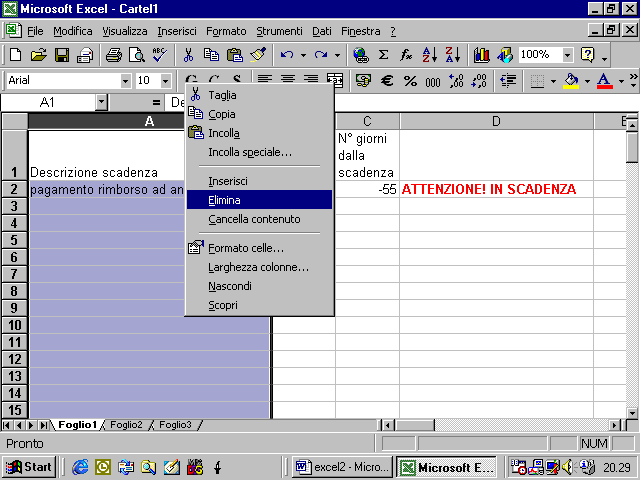 Microsoft Excel - Cartel1
File Modifica Visualizza Inserisci Formato Strumenti Dati Finestra ?
100%
Arial 10 G C S € % 000
A1 = De
A C D E
1 Descrizione scadenza
N° giorni
dalla
scadenza
2 pagamento rimborso ad an -55 ATTENZIONE! IN SCADENZA
3
4
5
6
7
8
9
10
11
12
13
14
15
Taglia
Copia
Incolla
Incolla speciale...
Inserisci
Elimina
Cancella contenuto
Formato celle...
Larghezza colonne...
Nascondi
Scopri
Foglio1 Foglio2 Foglio3
Pronto NUM
Start excel2 - Micro... Microsoft E... 20.29